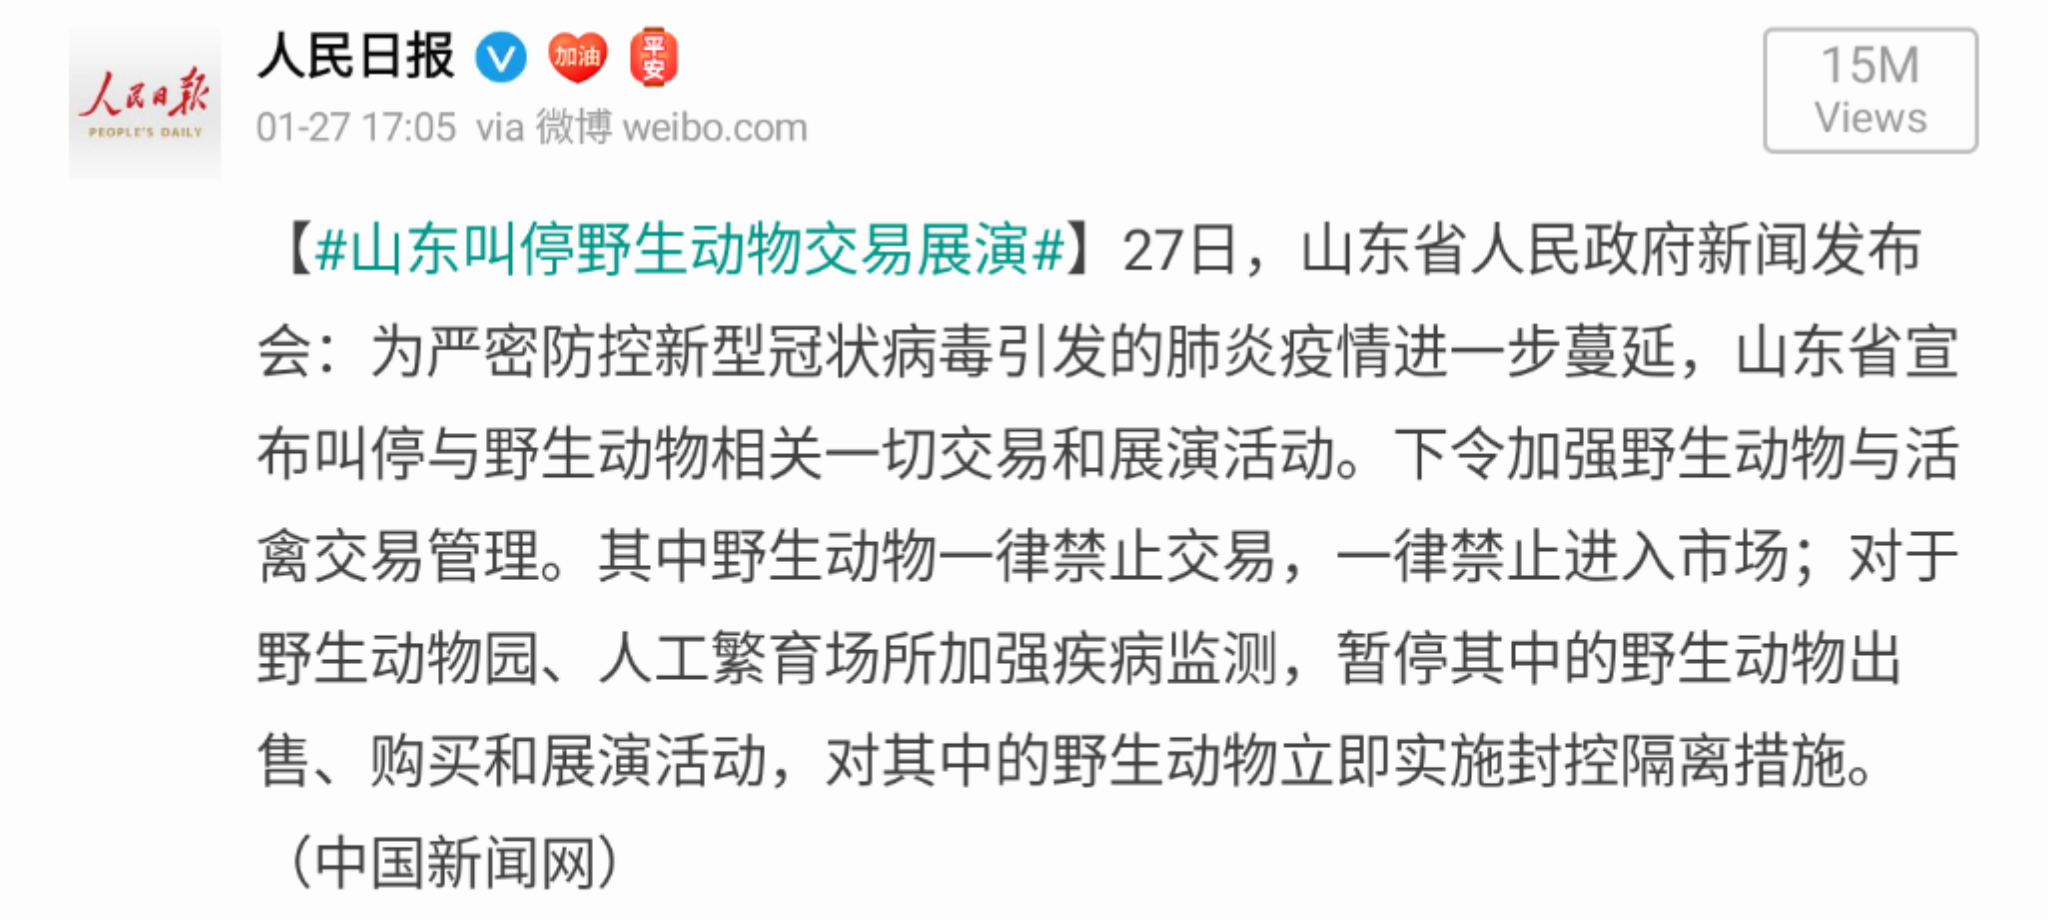 人民日报 加油 平安
人民日報
PEOPLE'S DAILY
01-27 17:05 via 微博 weibo.com
15M
Views
【#山东叫停野生动物交易展演#】27日，山东省人民政府新闻发布
会：为严密防控新型冠状病毒引发的肺炎疫情进一步蔓延，山东省宣
布叫停与野生动物相关一切交易和展演活动。下令加强野生动物与活
禽交易管理。其中野生动物一律禁止交易，一律禁止进入市场；对于
野生动物园、人工繁育场所加强疾病监测，暂停其中的野生动物出
售、购买和展演活动，对其中的野生动物立即实施封控隔离措施。
（中国新闻网）